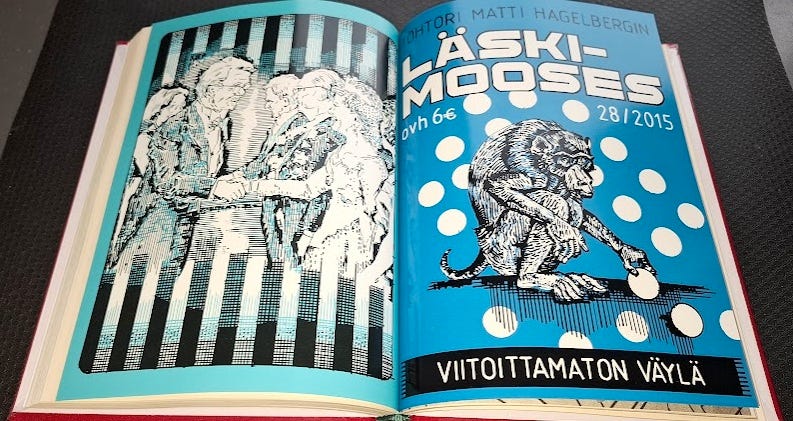 TOHTORI MATTI HAGELBERGIN
LÄSKI-
MOOSES
ovh 6€
28/2015
VIITOITTAMATON VÄYLÄ